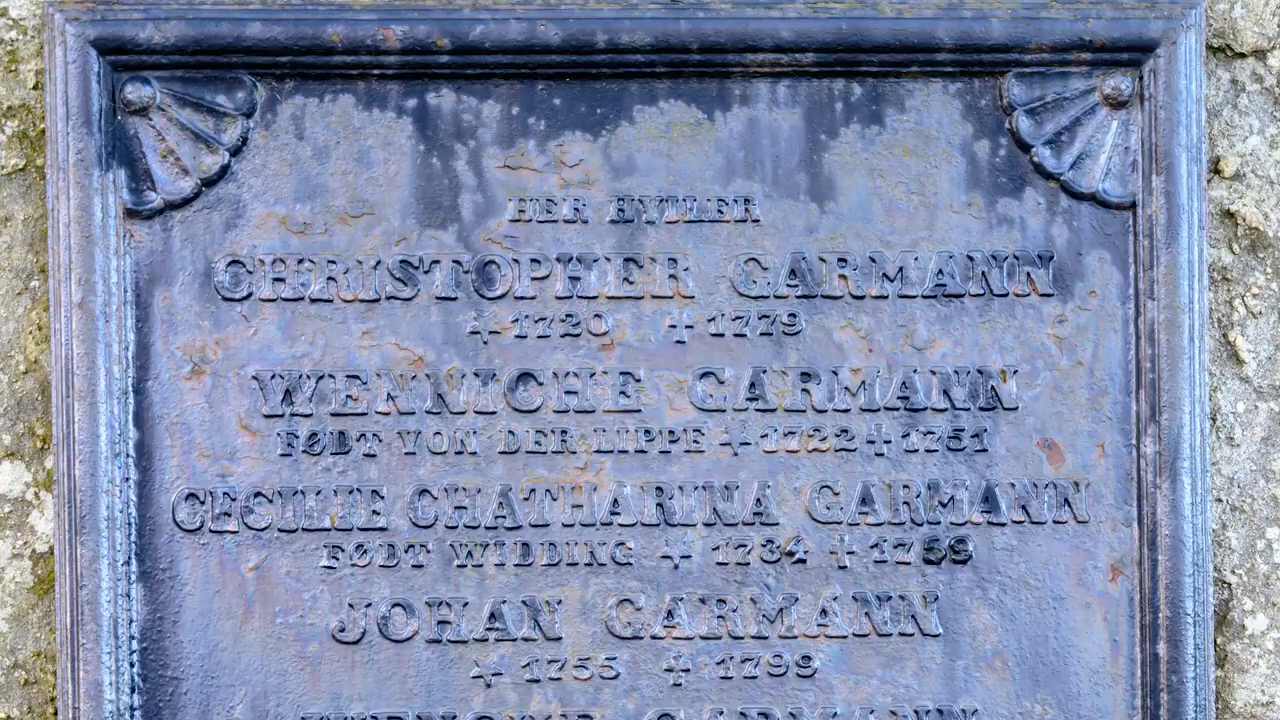 HER HVILER
CHRISTOPHER GARMANN
☆ 1720 ✝ 1779
WENNICHE GARMANN
FØDT VON DER LIPPE ☆ 1722 ✝ 1751
CECILIE CHATHARINA GARMANN
FØDT WIDDING ☆ 1734 ✝ 1759
JOHAN GARMANN
☆ 1755 ✝ 1799
GARMANN